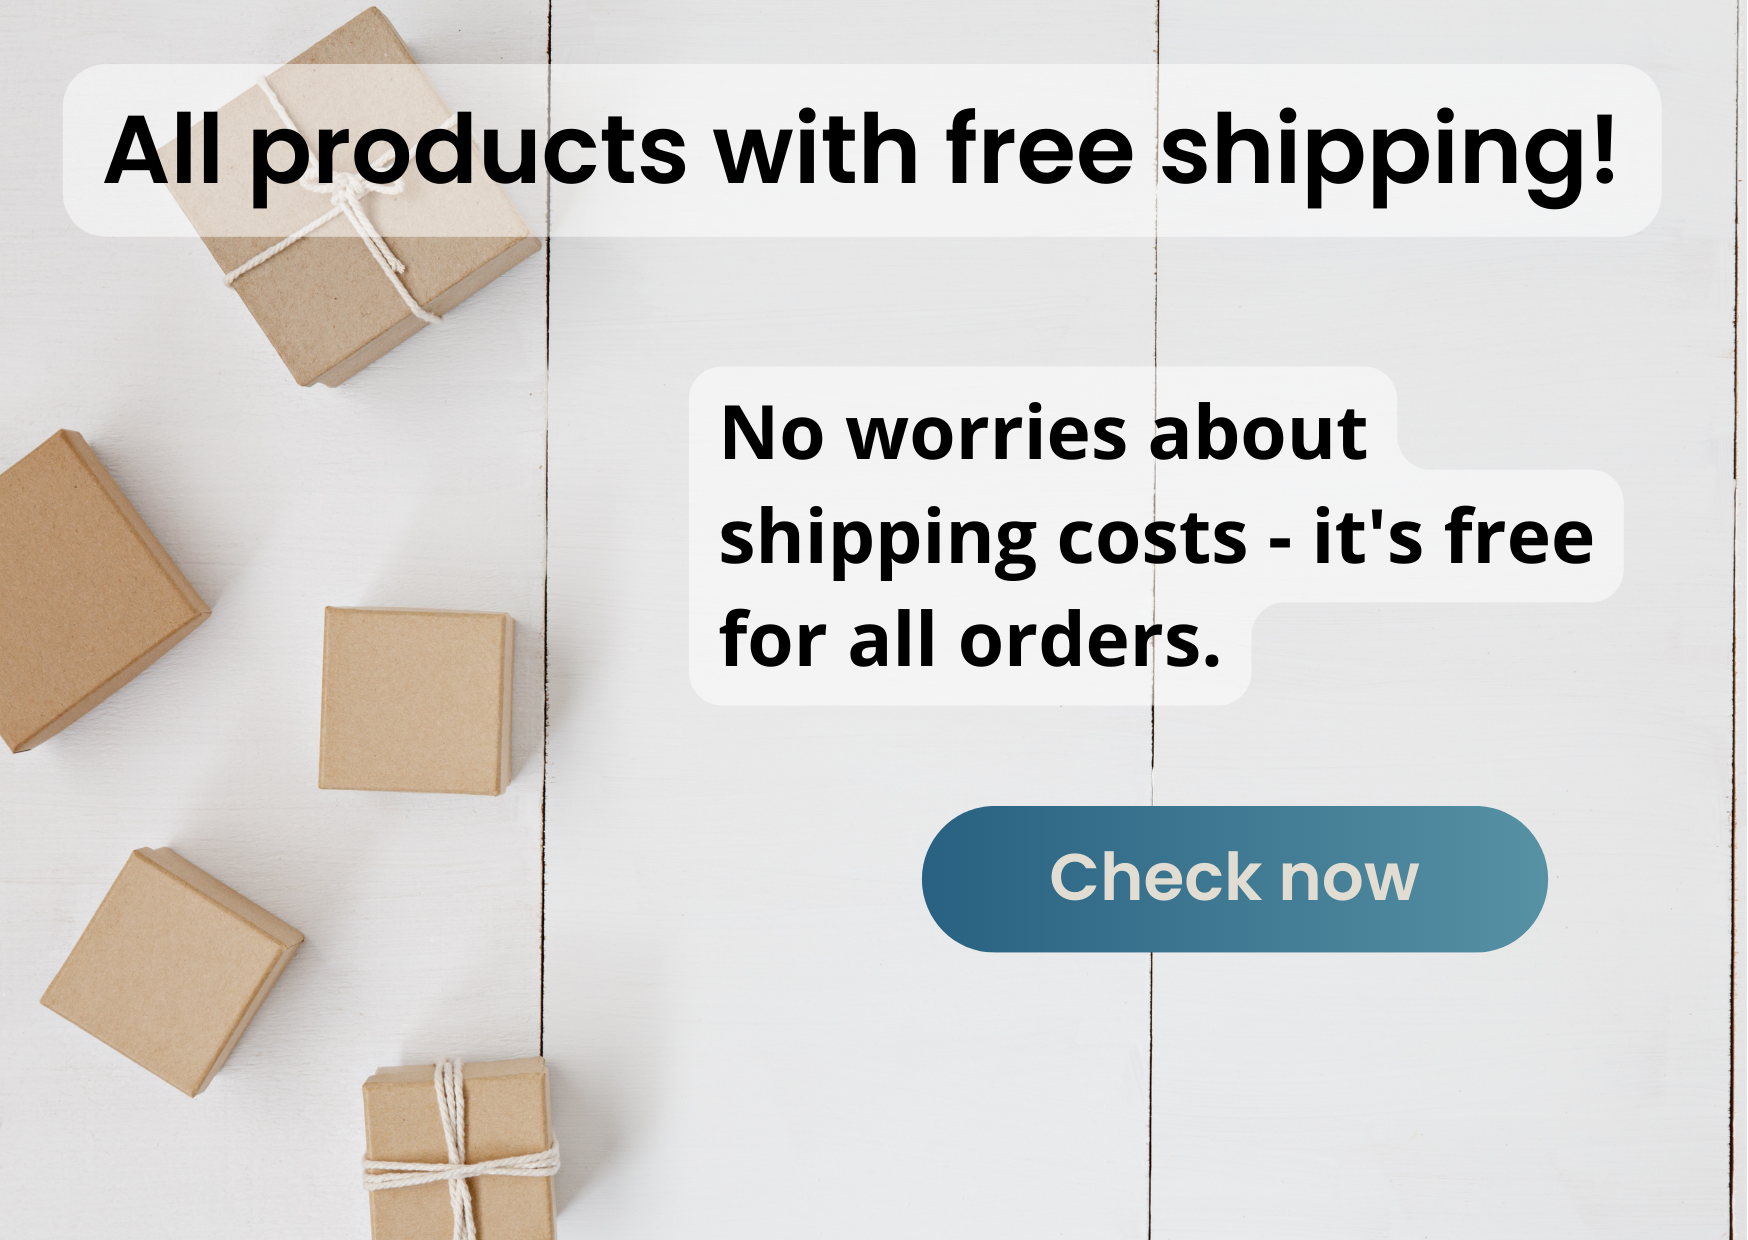 All products with free shipping!
No worries about
shipping costs - it's free
for all orders.
Check now